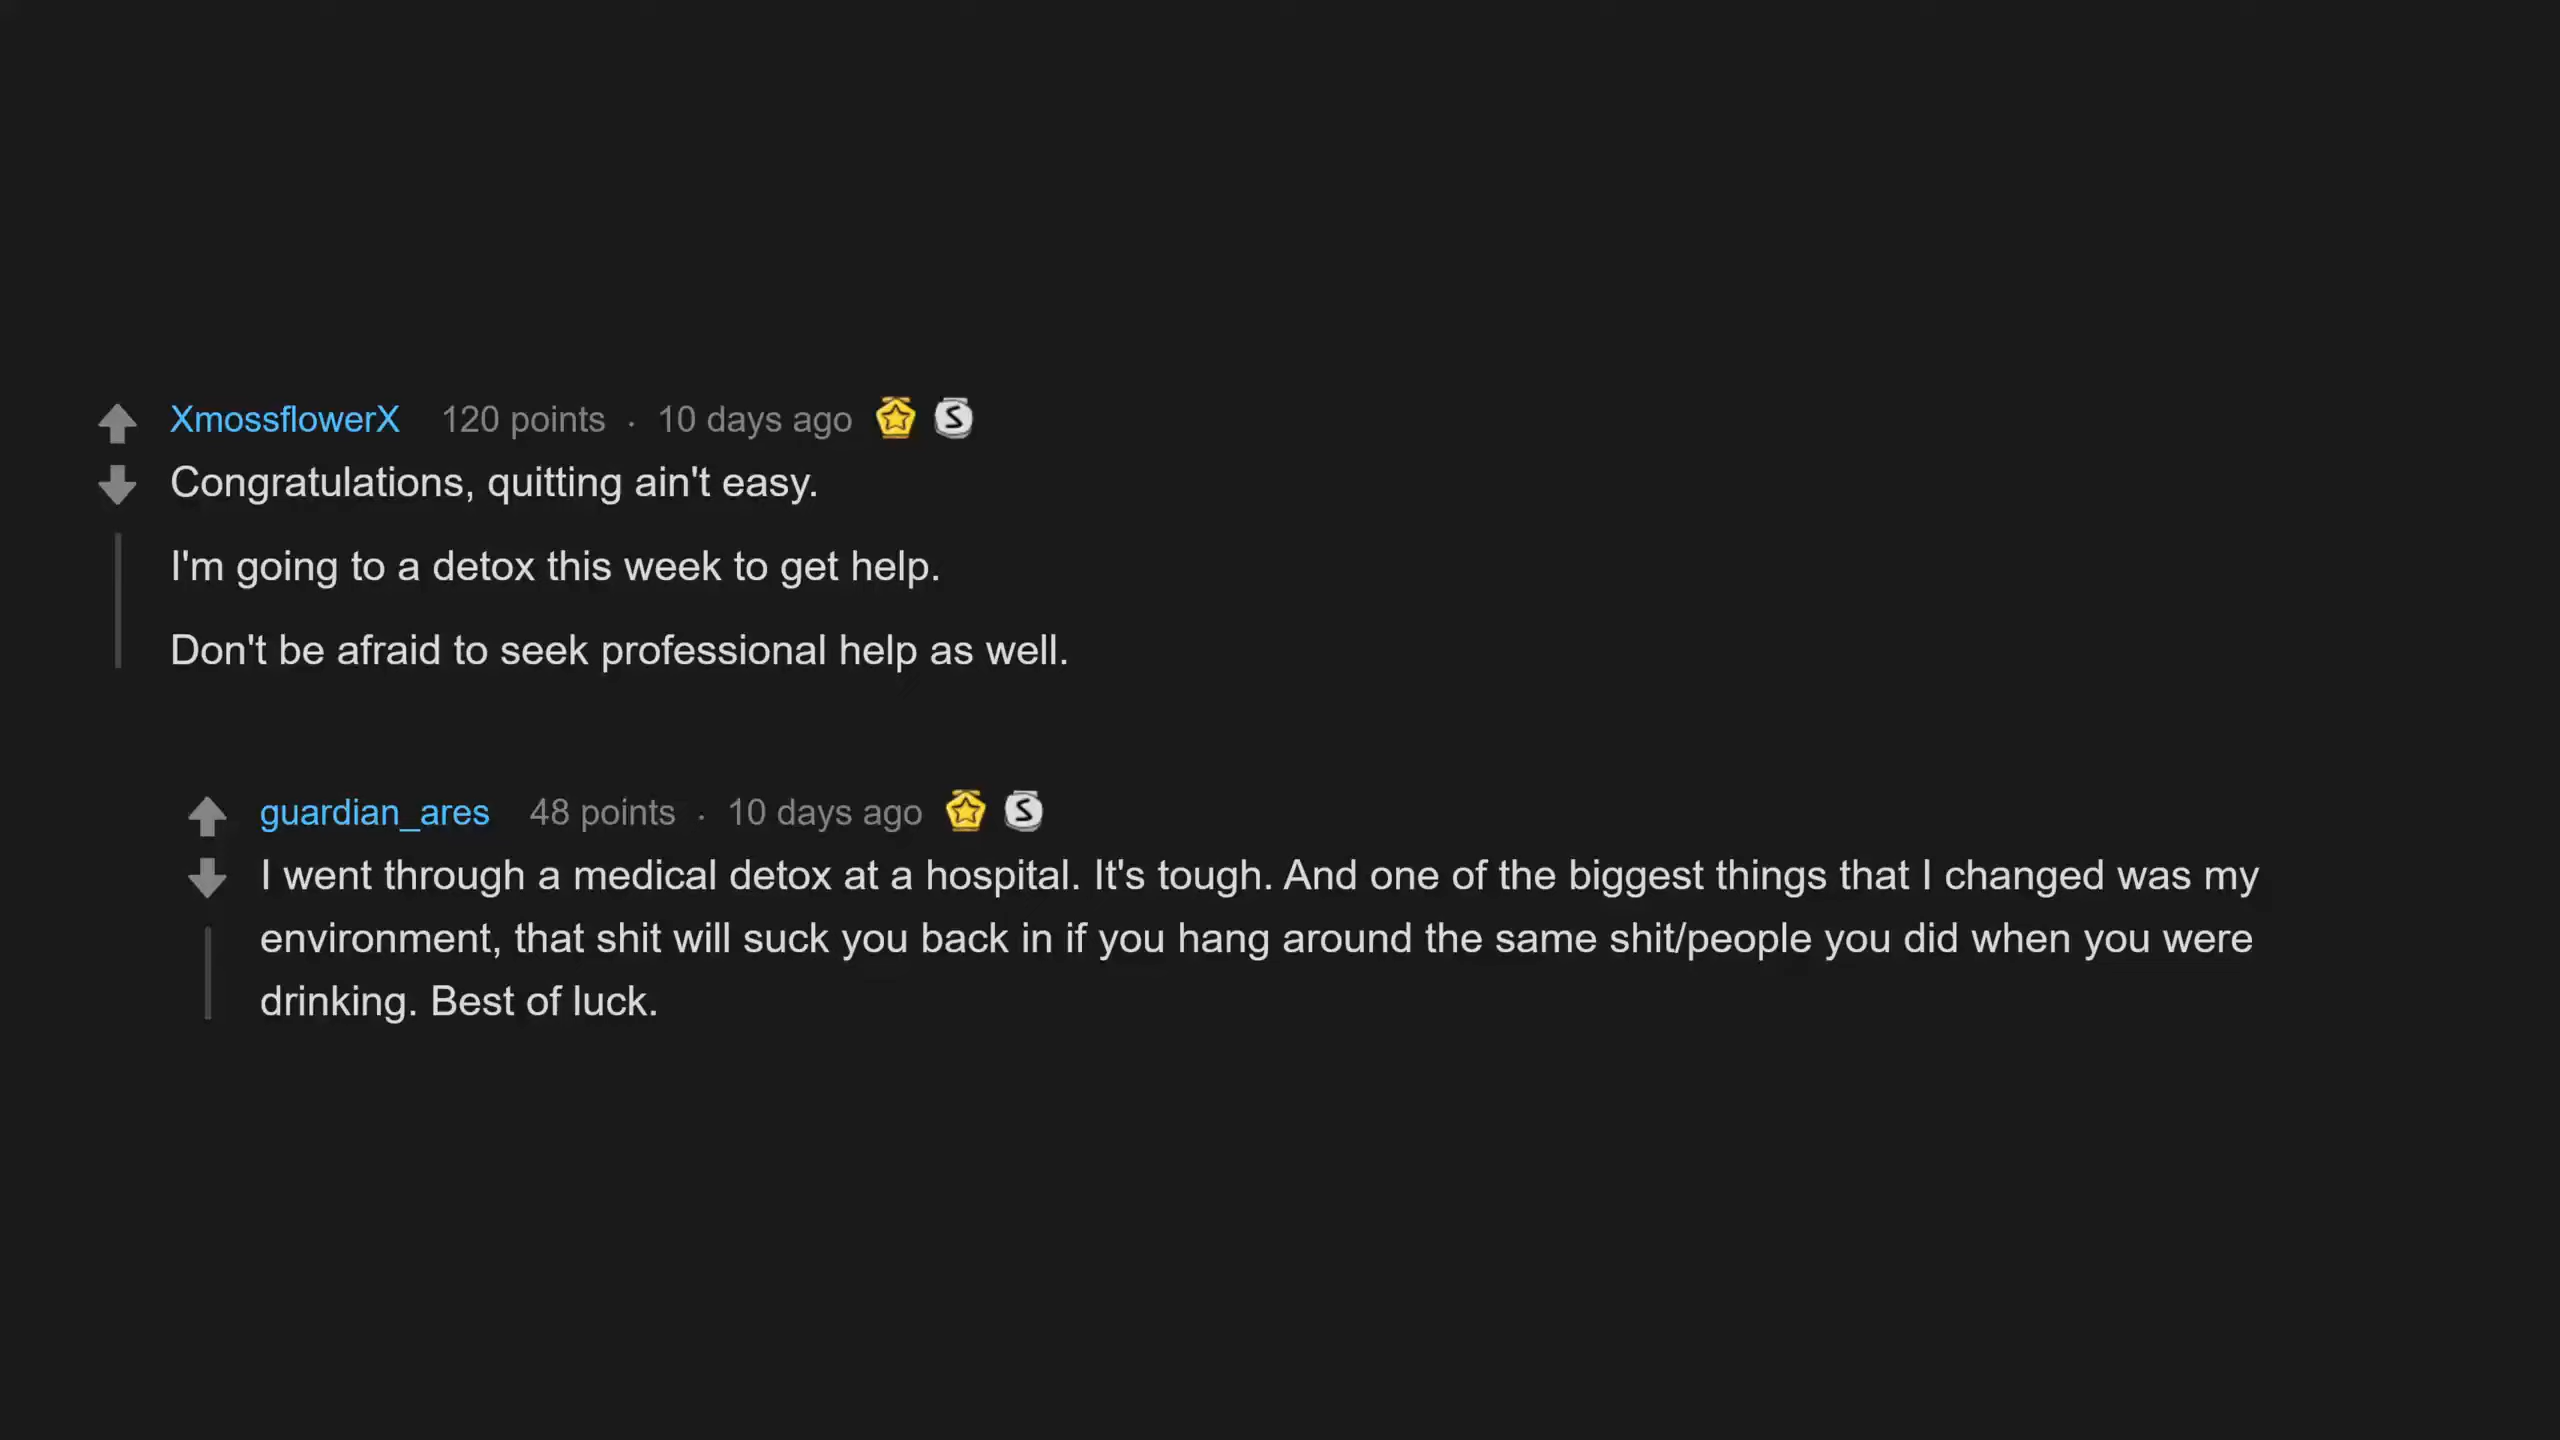 XmossflowerX 120 points · 10 days ago
Congratulations, quitting ain't easy.
I'm going to a detox this week to get help.
Don't be afraid to seek professional help as well.
guardian_ares 48 points · 10 days ago
I went through a medical detox at a hospital. It's tough. And one of the biggest things that I changed was my
environment, that shit will suck you back in if you hang around the same shit/people you did when you were
drinking. Best of luck.